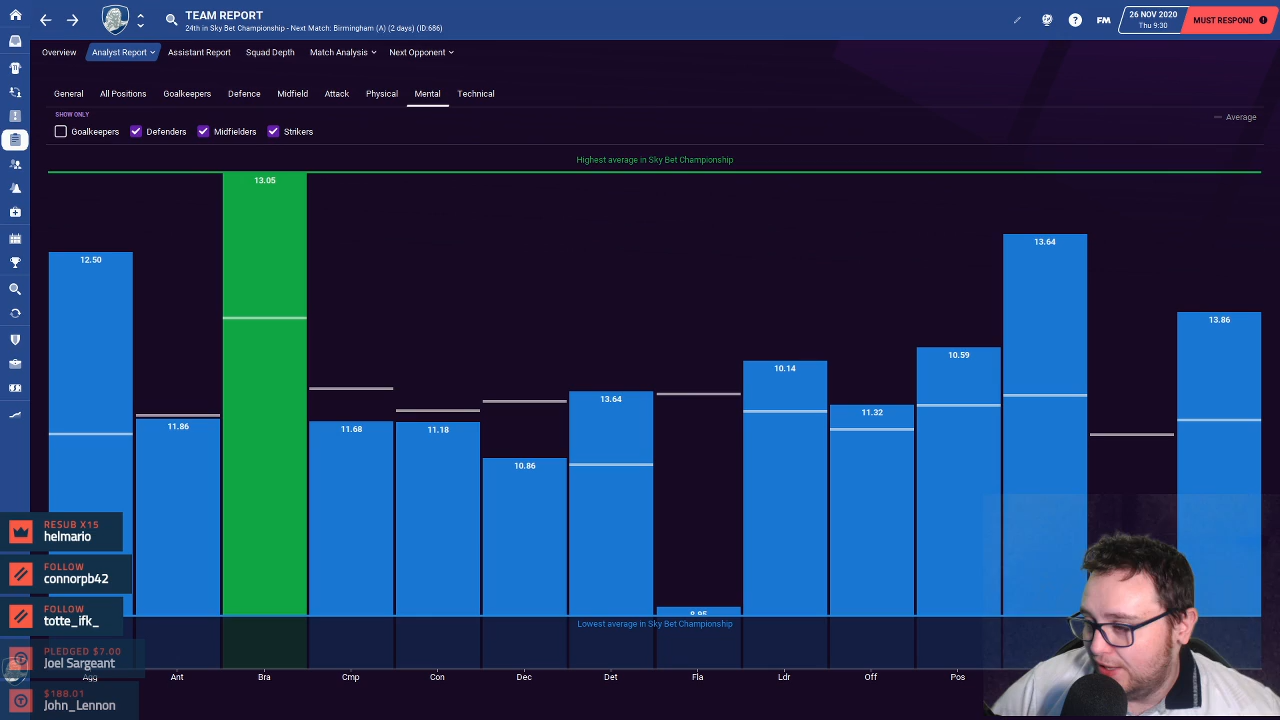 TEAM REPORT
24th in Sky Bet Championship - Next Match: Birmingham (A) (2 days) (ID:686)
FM
26 NOV 2020
Thu 9:30
MUST RESPOND
Overview
Analyst Report
Assistant Report
Squad Depth
Match Analysis
Next Opponent
General
All Positions
Goalkeepers
Defence
Midfield
Attack
Physical
Mental
Technical
SHOW ONLY
Goalkeepers
Defenders
Midfielders
Strikers
Average
Highest average in Sky Bet Championship
13.05
13.64
12.50
13.86
10.59
10.14
13.64
11.32
11.86
11.68
11.18
10.86
8.95
Lowest average in Sky Bet Championship
RESUB X15
helmario
FOLLOW
connorpb42
FOLLOW
totte_ifk_
PLEDGED $7.00
Joel Sargeant
$188.01
John_Lennon
Agg
Ant
Bra
Cmp
Con
Dec
Det
Fla
Ldr
Off
Pos